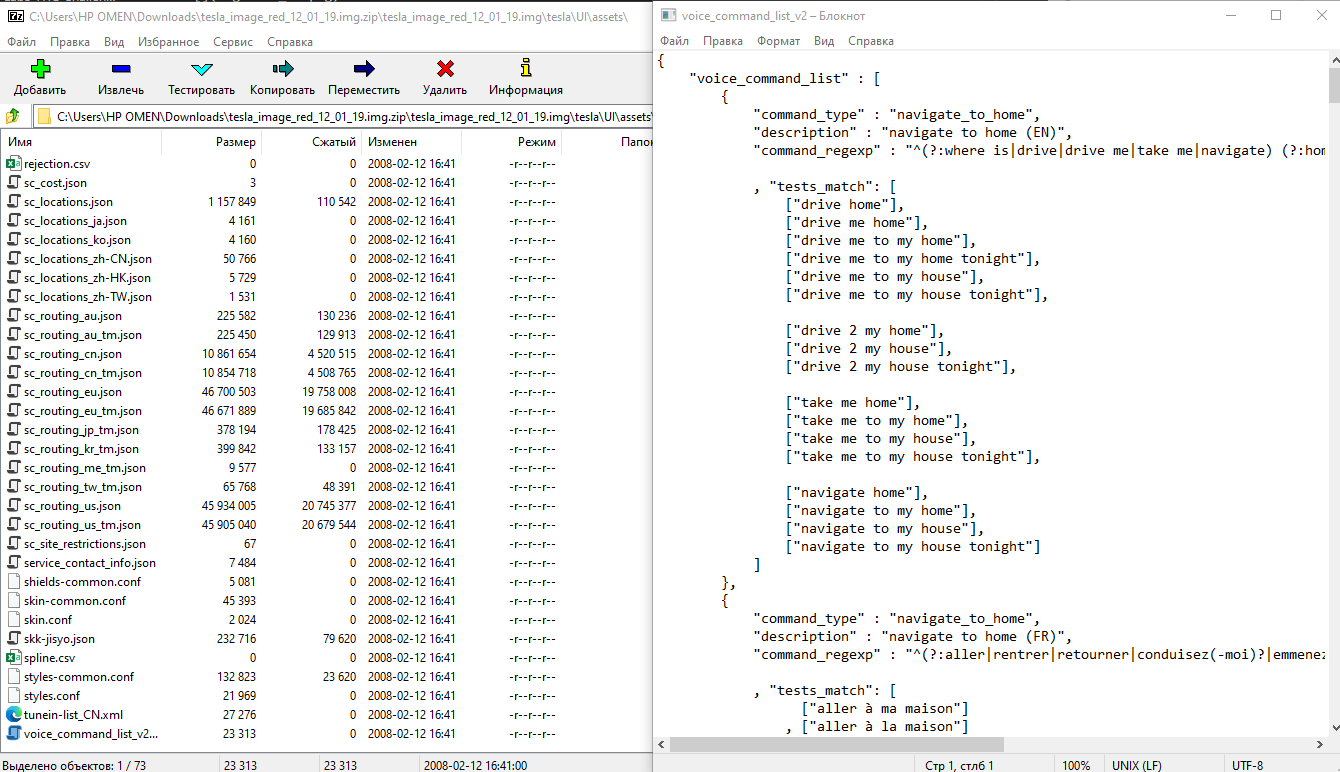 C:\Users\HP OMEN\Downloads\tesla_image_red_12_01_19.img.zip\tesla\UI\assets\
Файл Правка Вид Избранное Сервис Справка
Добавить Извлечь Тестировать Копировать Переместить Удалить Информация
C:\Users\HP OMEN\Downloads\tesla_image_red_12_01_19.img.zip\tesla_image_red_12_01_19.img\tesla\UI\assets\
Имя Размер Сжатый Изменен Режим Папок
rejection.csv 0 0 2008-02-12 16:41 -r--r--r--
sc_cost.json 3 0 2008-02-12 16:41 -r--r--r--
sc_locations.json 1 157 849 110 542 2008-02-12 16:41 -r--r--r--
sc_locations_ja.json 4 161 0 2008-02-12 16:41 -r--r--r--
sc_locations_ko.json 4 160 0 2008-02-12 16:41 -r--r--r--
sc_locations_zh-CN.json 50 766 0 2008-02-12 16:41 -r--r--r--
sc_locations_zh-HK.json 5 729 0 2008-02-12 16:41 -r--r--r--
sc_locations_zh-TW.json 1 531 0 2008-02-12 16:41 -r--r--r--
sc_routing_au.json 225 582 130 236 2008-02-12 16:41 -r--r--r--
sc_routing_au_tm.json 225 450 129 913 2008-02-12 16:41 -r--r--r--
sc_routing_cn.json 10 861 654 4 520 515 2008-02-12 16:41 -r--r--r--
sc_routing_cn_tm.json 10 854 718 4 508 765 2008-02-12 16:41 -r--r--r--
sc_routing_eu.json 46 700 503 19 758 008 2008-02-12 16:41 -r--r--r--
sc_routing_eu_tm.json 46 671 889 19 685 842 2008-02-12 16:41 -r--r--r--
sc_routing_jp_tm.json 378 194 178 425 2008-02-12 16:41 -r--r--r--
sc_routing_kr_tm.json 399 842 133 157 2008-02-12 16:41 -r--r--r--
sc_routing_me_tm.json 9 577 0 2008-02-12 16:41 -r--r--r--
sc_routing_tw_tm.json 65 768 48 391 2008-02-12 16:41 -r--r--r--
sc_routing_us.json 45 934 005 20 745 377 2008-02-12 16:41 -r--r--r--
sc_routing_us_tm.json 45 905 040 20 679 544 2008-02-12 16:41 -r--r--r--
sc_site_restrictions.json 67 0 2008-02-12 16:41 -r--r--r--
service_contact_info.json 7 484 0 2008-02-12 16:41 -r--r--r--
shields-common.conf 5 081 0 2008-02-12 16:41 -r--r--r--
skin-common.conf 45 393 0 2008-02-12 16:41 -r--r--r--
skin.conf 2 024 0 2008-02-12 16:41 -r--r--r--
skk-jisyo.json 232 716 79 620 2008-02-12 16:41 -r--r--r--
spline.csv 0 0 2008-02-12 16:41 -r--r--r--
styles-common.conf 132 823 23 620 2008-02-12 16:41 -r--r--r--
styles.conf 21 969 0 2008-02-12 16:41 -r--r--r--
tunein-list_CN.xml 27 276 0 2008-02-12 16:41 -r--r--r--
voice_command_list_v2... 23 313 0 2008-02-12 16:41 -r--r--r--
Выделено объектов: 1 / 73 23 313 23 313 2008-02-12 16:41:00
voice_command_list_v2 – Блокнот
Файл Правка Формат Вид Справка
{
"voice_command_list" : [
{
"command_type" : "navigate_to_home",
"description" : "navigate to home (EN)",
"command_regexp" : "^(?:where is|drive|drive me|take me|navigate) (?:hom
, "tests_match": [
["drive home"],
["drive me home"],
["drive me to my home"],
["drive me to my home tonight"],
["drive me to my house"],
["drive me to my house tonight"],
["drive 2 my home"],
["drive 2 my house"],
["drive 2 my house tonight"],
["take me home"],
["take me to my home"],
["take me to my house"],
["take me to my house tonight"],
["navigate home"],
["navigate to my home"],
["navigate to my house"],
["navigate to my house tonight"]
]
},
{
"command_type" : "navigate_to_home",
"description" : "navigate to home (FR)",
"command_regexp" : "^(?:aller|rentrer|retourner|conduisez(-moi)?|emmenez
, "tests_match": [
["aller à ma maison"]
, ["aller à la maison"]
Стр 1, стлб 1 100% UNIX (LF) UTF-8